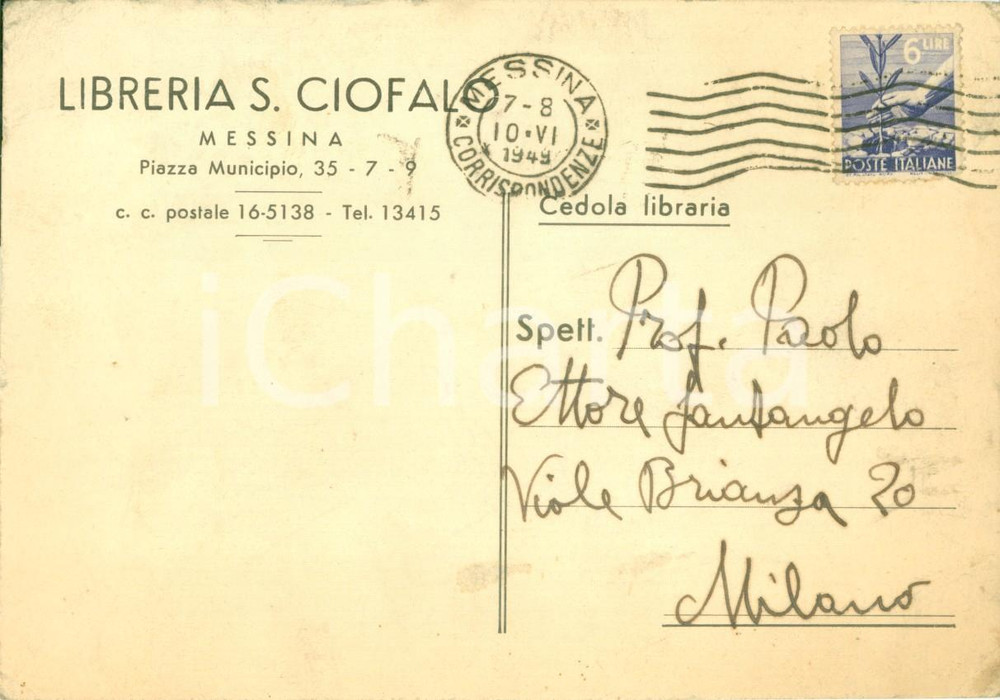 LIBRERIA S. CIOFALO
MESSINA
Piazza Municipio, 35 - 7 - 9
c. c. postale 16-5138 - Tel. 13415
MESSINA
7-8
10·VI
1949
CORRISPONDENZE
6 LIRE
POSTE ITALIANE
Cedola libraria
Spett. Prof. Paolo
Ettore Santangelo
Viale Brianza 20
Milano
iCharta